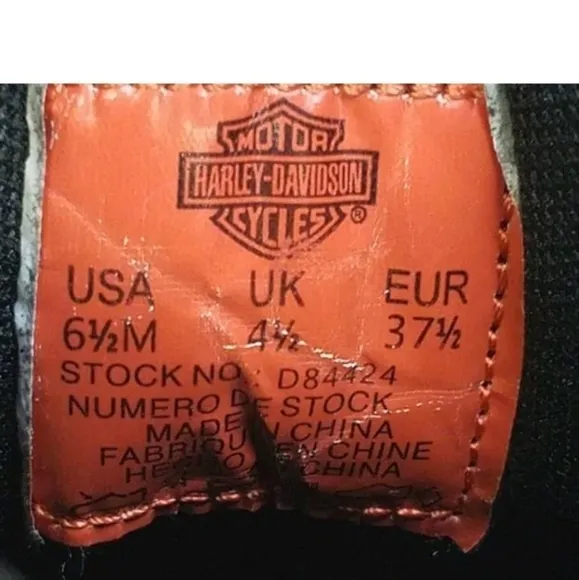 MOTOR
HARLEY-DAVIDSON
CYCLES ®
USA UK EUR
6½M 4½ 37½
STOCK NO.: D84424
NUMERO DE STOCK
MADE IN CHINA
FABRIQUE EN CHINE
HECHO EN CHINA